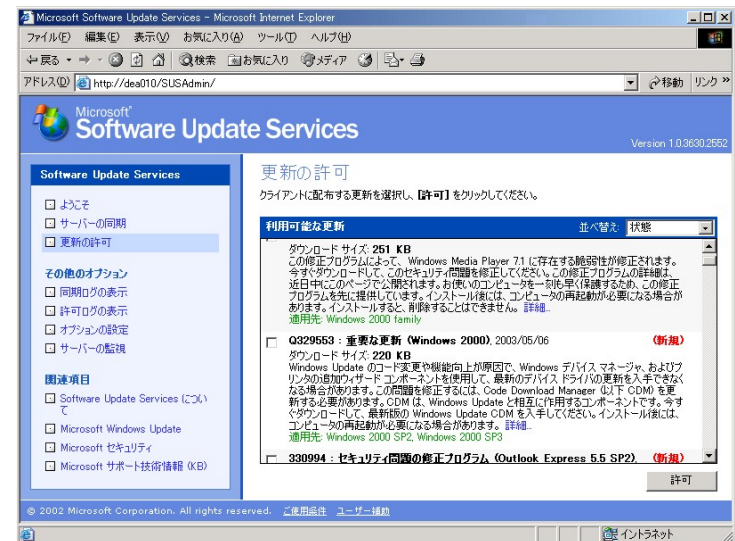 Microsoft Software Update Services - Microsoft Internet Explorer
ファイル(F) 編集(E) 表示(V) お気に入り(A) ツール(T) ヘルプ(H)
戻る 検索 お気に入り メディア
アドレス(D) http://dea010/SUSAdmin/ 移動 リンク »
Microsoft
Software Update Services
Version 1.0.3630.2552
Software Update Services
ようこそ
サーバーの同期
更新の許可
その他のオプション
同期ログの表示
許可ログの表示
オプションの設定
サーバーの監視
関連項目
Software Update Services につい
て
Microsoft Windows Update
Microsoft セキュリティ
Microsoft サポート技術情報 (KB)
更新の許可
クライアントに配布する更新を選択し、[許可] をクリックしてください。
利用可能な更新 並べ替え: 状態
ダウンロード サイズ: 251 KB
この修正プログラムによって、Windows Media Player 7.1 に存在する脆弱性が修正されます。
今すぐダウンロードして、このセキュリティ問題を修正してください。この修正プログラムの詳細は、
近日中にこのページで公開されます。お使いのコンピュータを一刻も早く保護するため、この修正
プログラムを先に提供しています。インストール後には、コンピュータの再起動が必要になる場合が
あります。インストールすると、削除することはできません。 詳細...
適用先: Windows 2000 family
Q329553 : 重要な更新 (Windows 2000), 2003/05/06 (新規)
ダウンロード サイズ: 220 KB
Windows Update のコード変更や機能向上が原因で、Windows デバイス マネージャ、およびプ
リンタの追加ウィザード コンポーネントを使用して、最新のデバイス ドライバの更新を入手できなく
なる場合があります。この問題を修正するには、Code Download Manager (以下 CDM) を更
新する必要があります。CDM は、Windows Update と相互に作用するコンポーネントです。今す
ぐダウンロードして、最新版の Windows Update CDM を入手してください。インストール後には、
コンピュータの再起動が必要になる場合があります。 詳細...
適用先: Windows 2000 SP2, Windows 2000 SP3
330994 : セキュリティ問題の修正プログラム (Outlook Express 5.5 SP2), (新規)
許可
© 2002 Microsoft Corporation. All rights reserved. ご使用条件 ユーザー補助
イントラネット